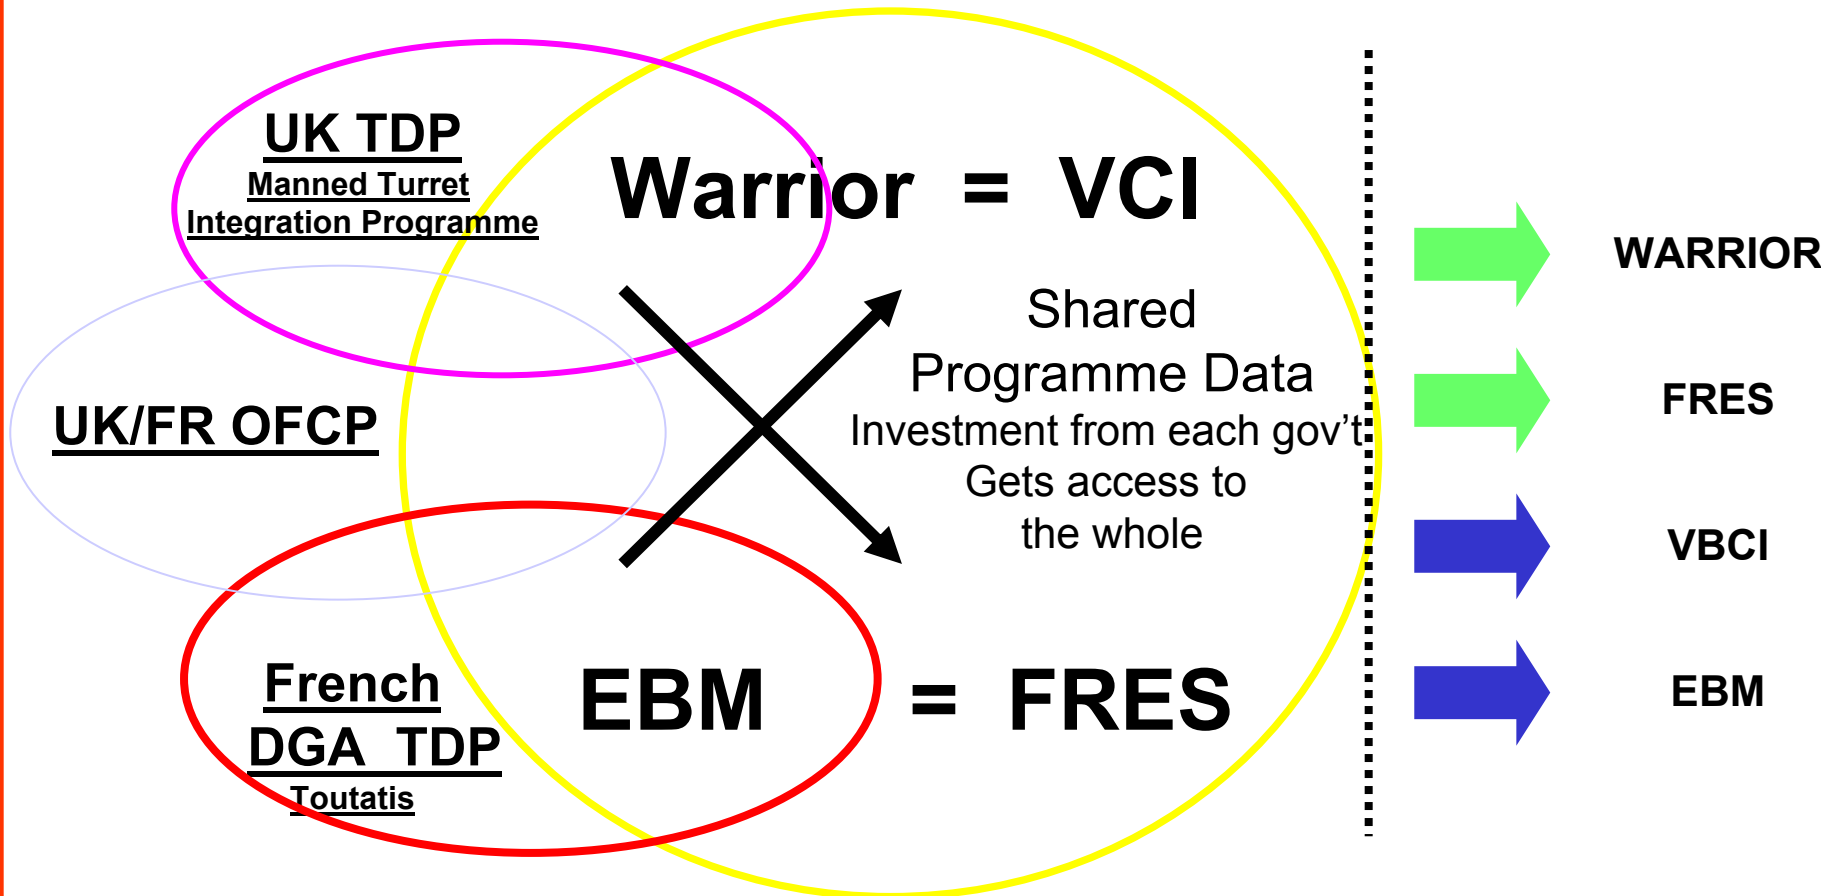 UK TDP
Manned Turret
Integration Programme
Warrior = VCI
Shared
Programme Data
Investment from each gov’t
Gets access to
the whole
UK/FR OFCP
French
DGA TDP
Toutatis
EBM = FRES
WARRIOR
FRES
VBCI
EBM